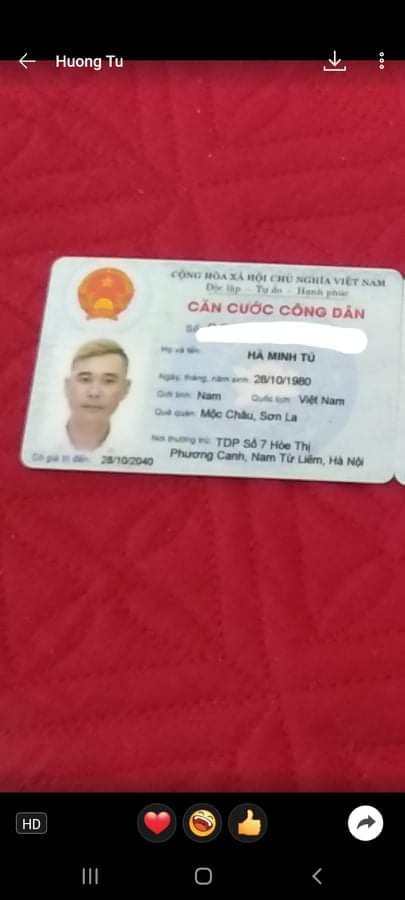 Huong Tu
CỘNG HÒA XÃ HỘI CHỦ NGHĨA VIỆT NAM
Độc lập - Tự do - Hạnh phúc
CĂN CƯỚC CÔNG DÂN
Số
Họ và tên:
HÀ MINH TÚ
Ngày, tháng, năm sinh: 28/10/1980
Giới tính: Nam Quốc tịch: Việt Nam
Quê quán: Mộc Châu, Sơn La
Nơi thường trú: TDP Số 7 Hòe Thị
Phương Canh, Nam Từ Liêm, Hà Nội
Có giá trị đến: 28/10/2040
HD